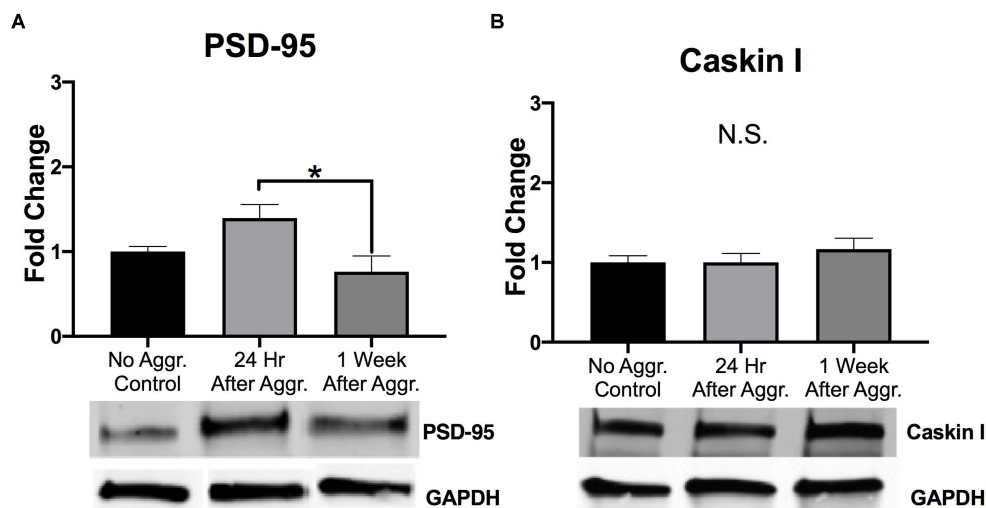 A
PSD-95
Fold Change
3
2
1
0
*
No Aggr.
Control
24 Hr
After Aggr.
1 Week
After Aggr.
PSD-95
GAPDH
B
Caskin I
Fold Change
3
2
1
0
N.S.
No Aggr.
Control
24 Hr
After Aggr.
1 Week
After Aggr.
Caskin I
GAPDH